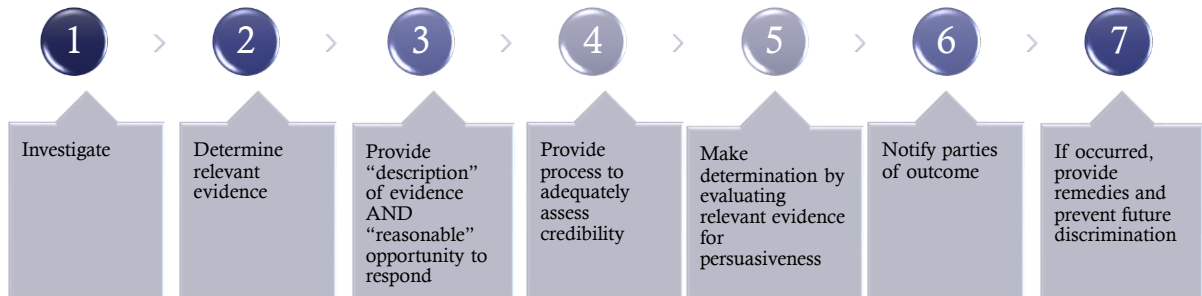 1
2
3
4
5
6
7
Investigate
Determine
relevant
evidence
Provide
“description”
of evidence
AND
“reasonable”
opportunity to
respond
Provide
process to
adequately
assess
credibility
Make
determination by
evaluating
relevant evidence
for
persuasiveness
Notify parties
of outcome
If occurred,
provide
remedies and
prevent future
discrimination